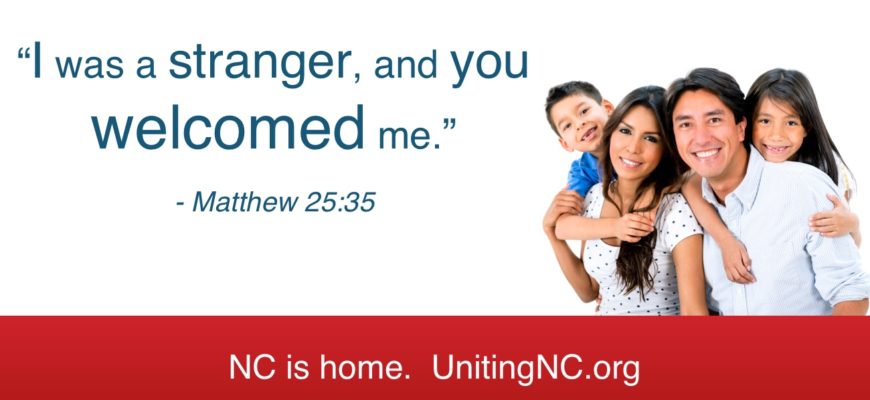 “I was a stranger, and you
welcomed me.”
- Matthew 25:35
NC is home.  UnitingNC.org